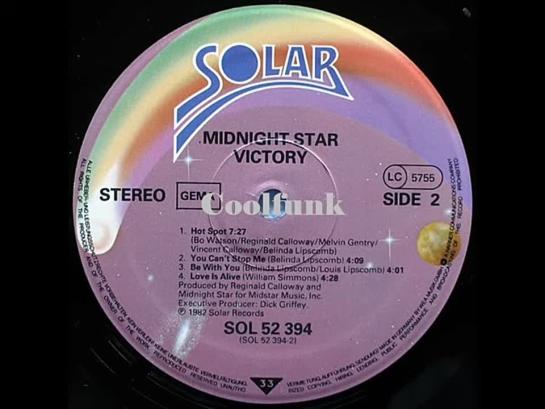 SOLAR
MIDNIGHT STAR
VICTORY
STEREO
GEMA
LC 5755
SIDE 2
Coolfunk
1. Hot Spot 7:27
(Bo Watson/Reginald Calloway/Melvin Gentry/
Vincent Calloway/Belinda Lipscomb)
2. You Can't Stop Me (Belinda Lipscomb) 4:09
3. Be With You (Belinda Lipscomb/Louis Lipscomb) 4:01
4. Love Is Alive (William Simmons) 4:28
Produced by Reginald Calloway and
Midnight Star for Midstar Music, Inc.
Executive Producer: Dick Griffey.
℗ 1982 Solar Records
SOL 52 394
(SOL 52 394-2)
33